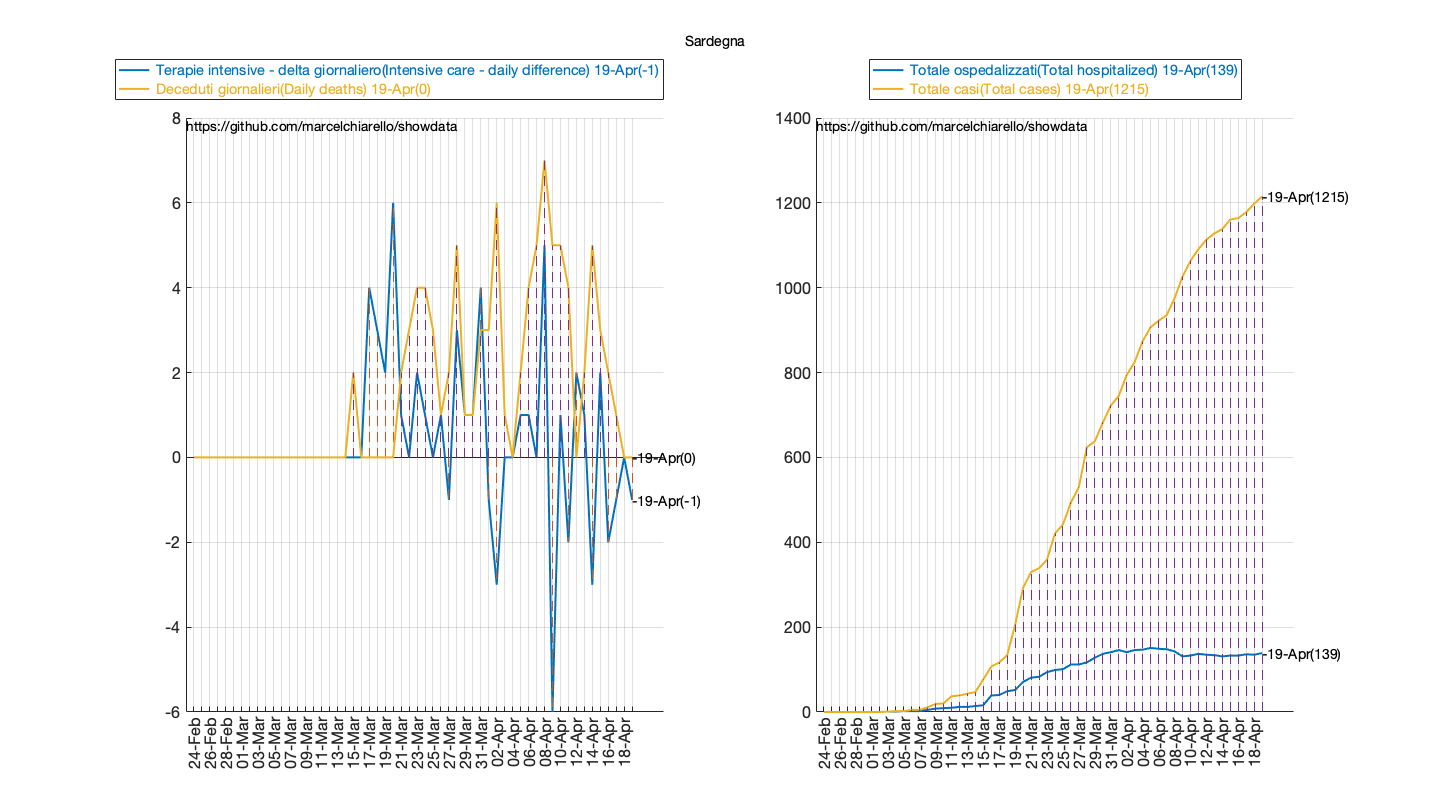 Sardegna
Terapie intensive - delta giornaliero(Intensive care - daily difference) 19-Apr(-1)
Deceduti giornalieri(Daily deaths) 19-Apr(0)
8
https://github.com/marcelchiarello/showdata
6
4
2
0
-2
-4
-6
-19-Apr(0)
-19-Apr(-1)
24-Feb
26-Feb
28-Feb
01-Mar
03-Mar
05-Mar
07-Mar
09-Mar
11-Mar
13-Mar
15-Mar
17-Mar
19-Mar
21-Mar
23-Mar
25-Mar
27-Mar
29-Mar
31-Mar
02-Apr
04-Apr
06-Apr
08-Apr
10-Apr
12-Apr
14-Apr
16-Apr
18-Apr
Totale ospedalizzati(Total hospitalized) 19-Apr(139)
Totale casi(Total cases) 19-Apr(1215)
1400
https://github.com/marcelchiarello/showdata
1200
1000
800
600
400
200
0
-19-Apr(1215)
-19-Apr(139)
24-Feb
26-Feb
28-Feb
01-Mar
03-Mar
05-Mar
07-Mar
09-Mar
11-Mar
13-Mar
15-Mar
17-Mar
19-Mar
21-Mar
23-Mar
25-Mar
27-Mar
29-Mar
31-Mar
02-Apr
04-Apr
06-Apr
08-Apr
10-Apr
12-Apr
14-Apr
16-Apr
18-Apr